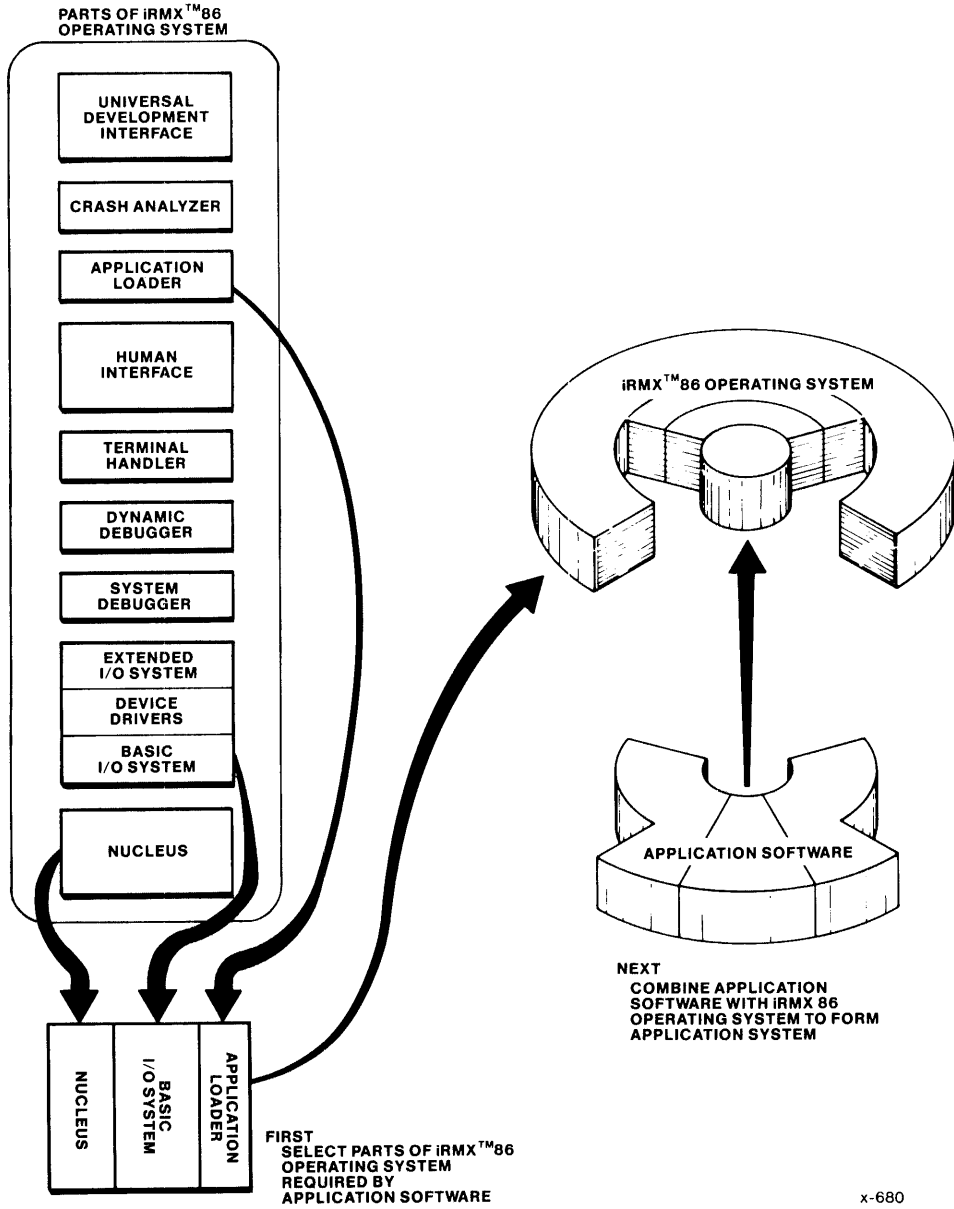 PARTS OF iRMX™86
OPERATING SYSTEM
UNIVERSAL
DEVELOPMENT
INTERFACE
CRASH ANALYZER
APPLICATION
LOADER
HUMAN
INTERFACE
TERMINAL
HANDLER
DYNAMIC
DEBUGGER
SYSTEM
DEBUGGER
EXTENDED
I/O SYSTEM
DEVICE
DRIVERS
BASIC
I/O SYSTEM
NUCLEUS
NUCLEUS
BASIC
I/O SYSTEM
APPLICATION
LOADER
FIRST
SELECT PARTS OF iRMX™86
OPERATING SYSTEM
REQUIRED BY
APPLICATION SOFTWARE
iRMX™86 OPERATING SYSTEM
APPLICATION SOFTWARE
NEXT
COMBINE APPLICATION
SOFTWARE WITH iRMX 86
OPERATING SYSTEM TO FORM
APPLICATION SYSTEM
x-680